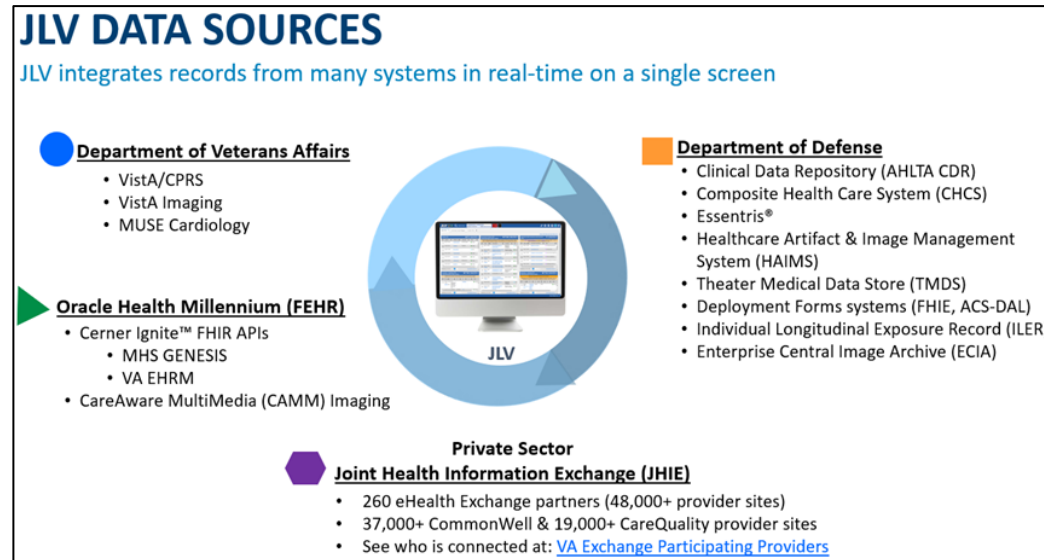 JLV DATA SOURCES
JLV integrates records from many systems in real-time on a single screen
Department of Veterans Affairs
• VistA/CPRS
• VistA Imaging
• MUSE Cardiology
Oracle Health Millennium (FEHR)
• Cerner Ignite™ FHIR APIs
• MHS GENESIS
• VA EHRM
• CareAware MultiMedia (CAMM) Imaging
JLV
Department of Defense
• Clinical Data Repository (AHLTA CDR)
• Composite Health Care System (CHCS)
• Essentris®
• Healthcare Artifact & Image Management
System (HAIMS)
• Theater Medical Data Store (TMDS)
• Deployment Forms systems (FHIE, ACS-DAL)
• Individual Longitudinal Exposure Record (ILER
• Enterprise Central Image Archive (ECIA)
Private Sector
Joint Health Information Exchange (JHIE)
• 260 eHealth Exchange partners (48,000+ provider sites)
• 37,000+ CommonWell & 19,000+ CareQuality provider sites
• See who is connected at: VA Exchange Participating Providers